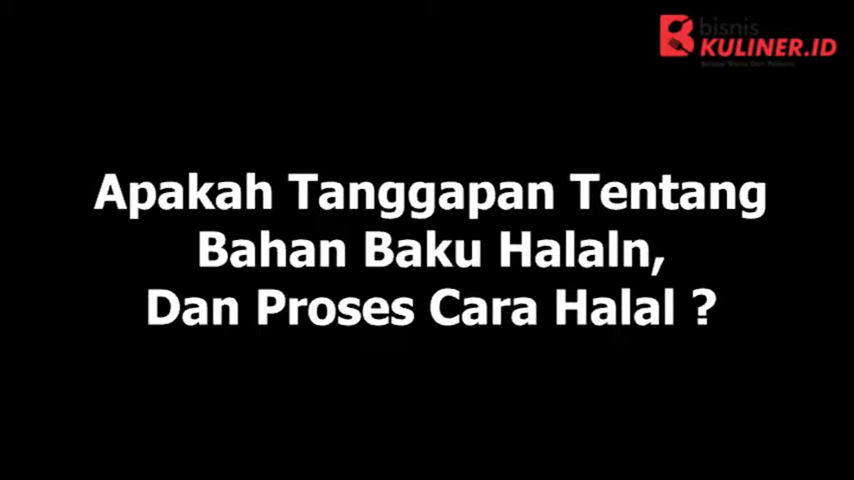 bisnis
KULINER.ID
Apakah Tanggapan Tentang
Bahan Baku Halaln,
Dan Proses Cara Halal ?